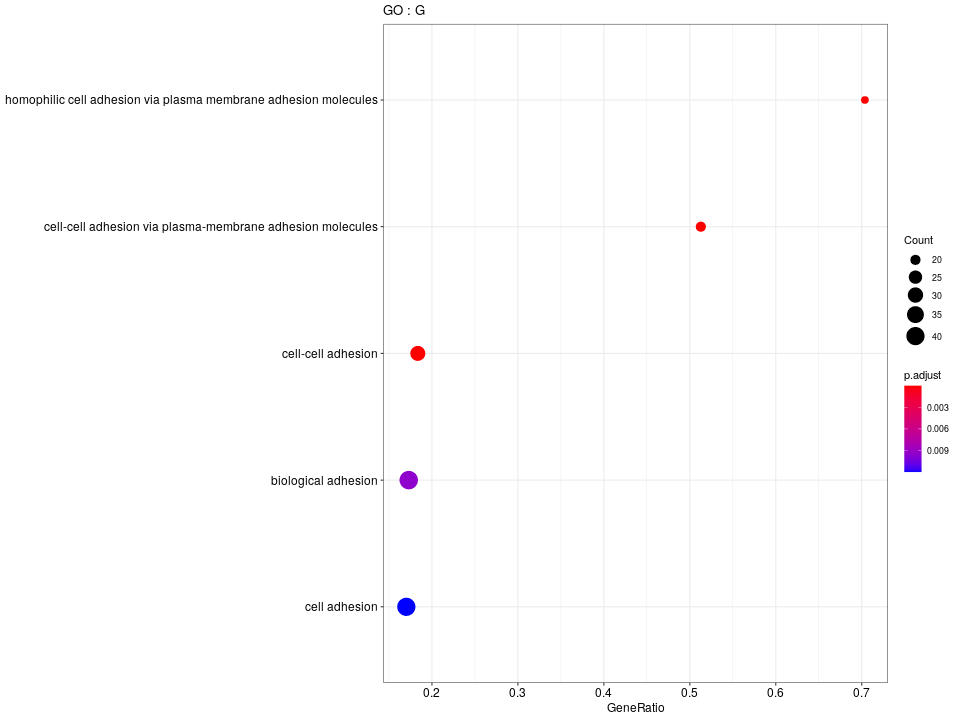 GO : G
homophilic cell adhesion via plasma membrane adhesion molecules
cell-cell adhesion via plasma-membrane adhesion molecules
cell-cell adhesion
biological adhesion
cell adhesion
0.2 0.3 0.4 0.5 0.6 0.7
GeneRatio
Count
20
25
30
35
40
p.adjust
0.003
0.006
0.009